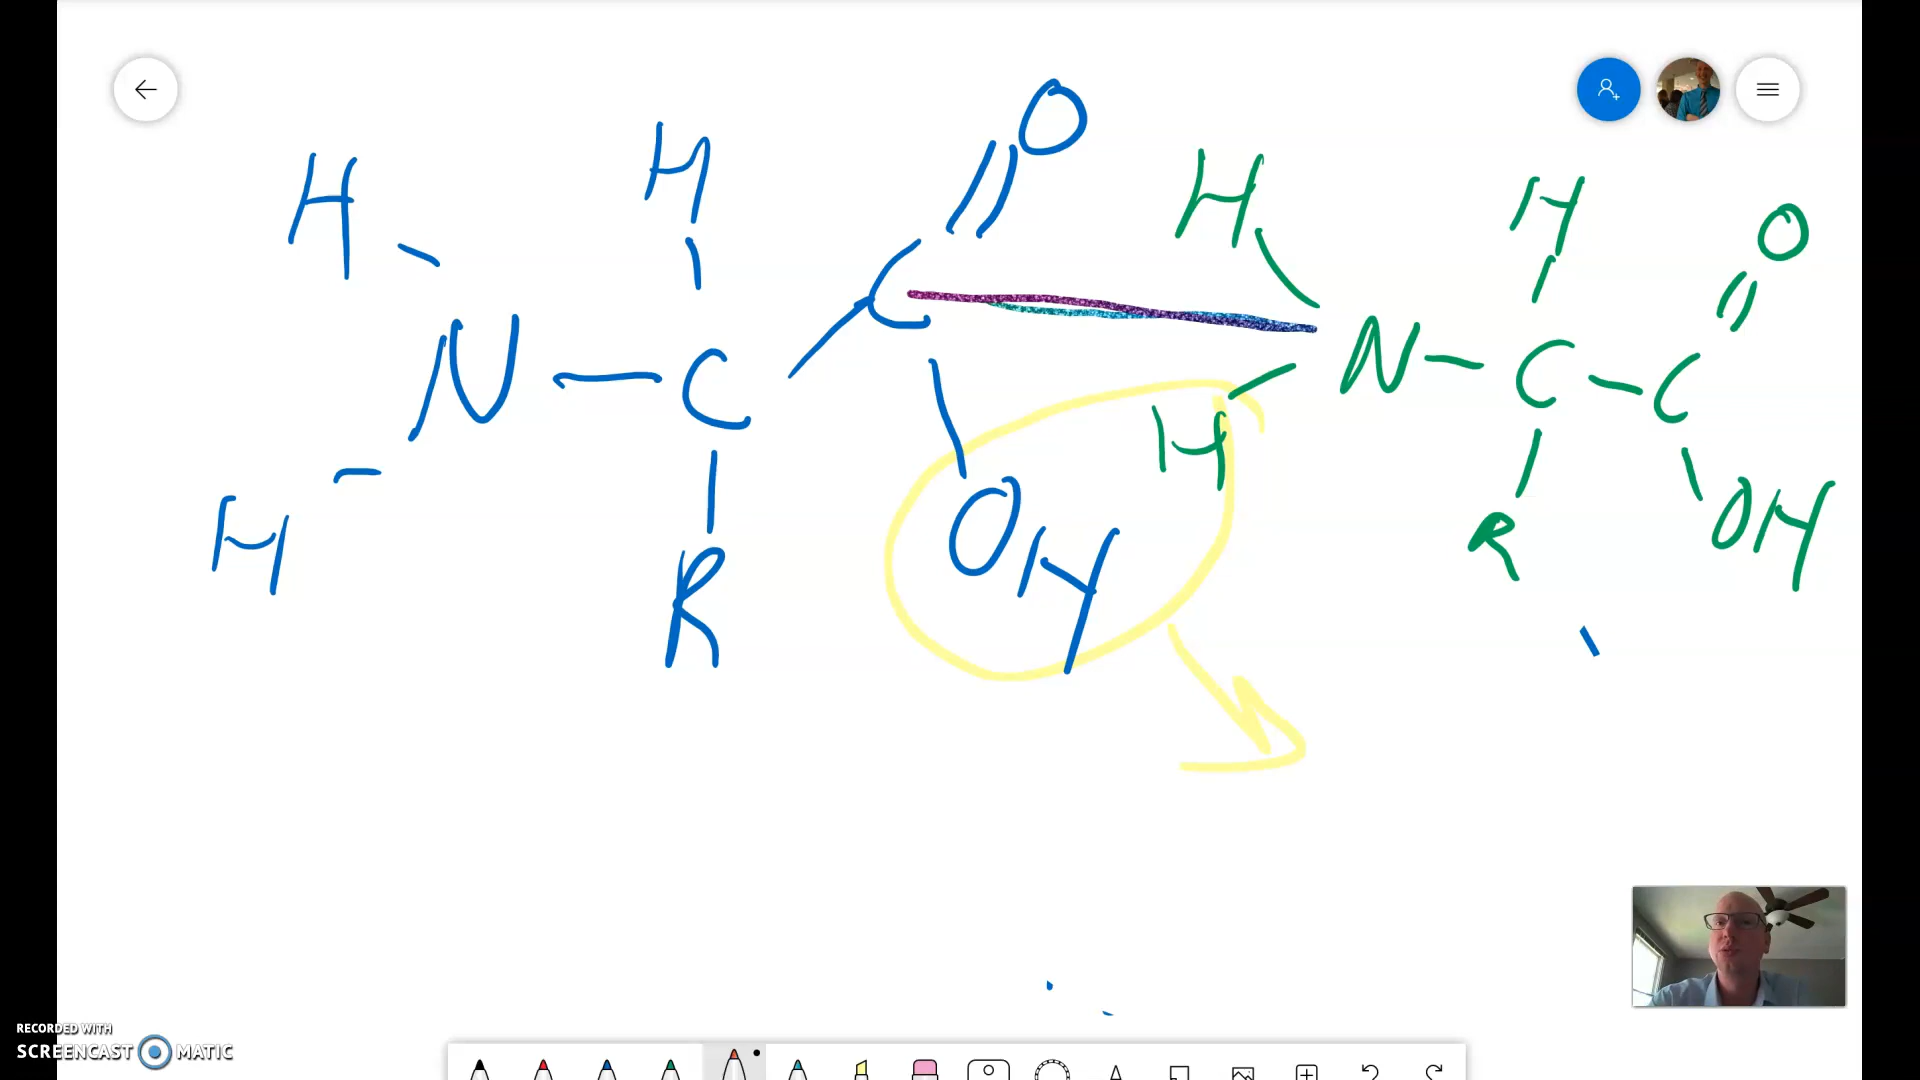 O
H H H H O
N C C N C C
H R OH H R OH
RECORDED WITH
SCREENCAST MATIC